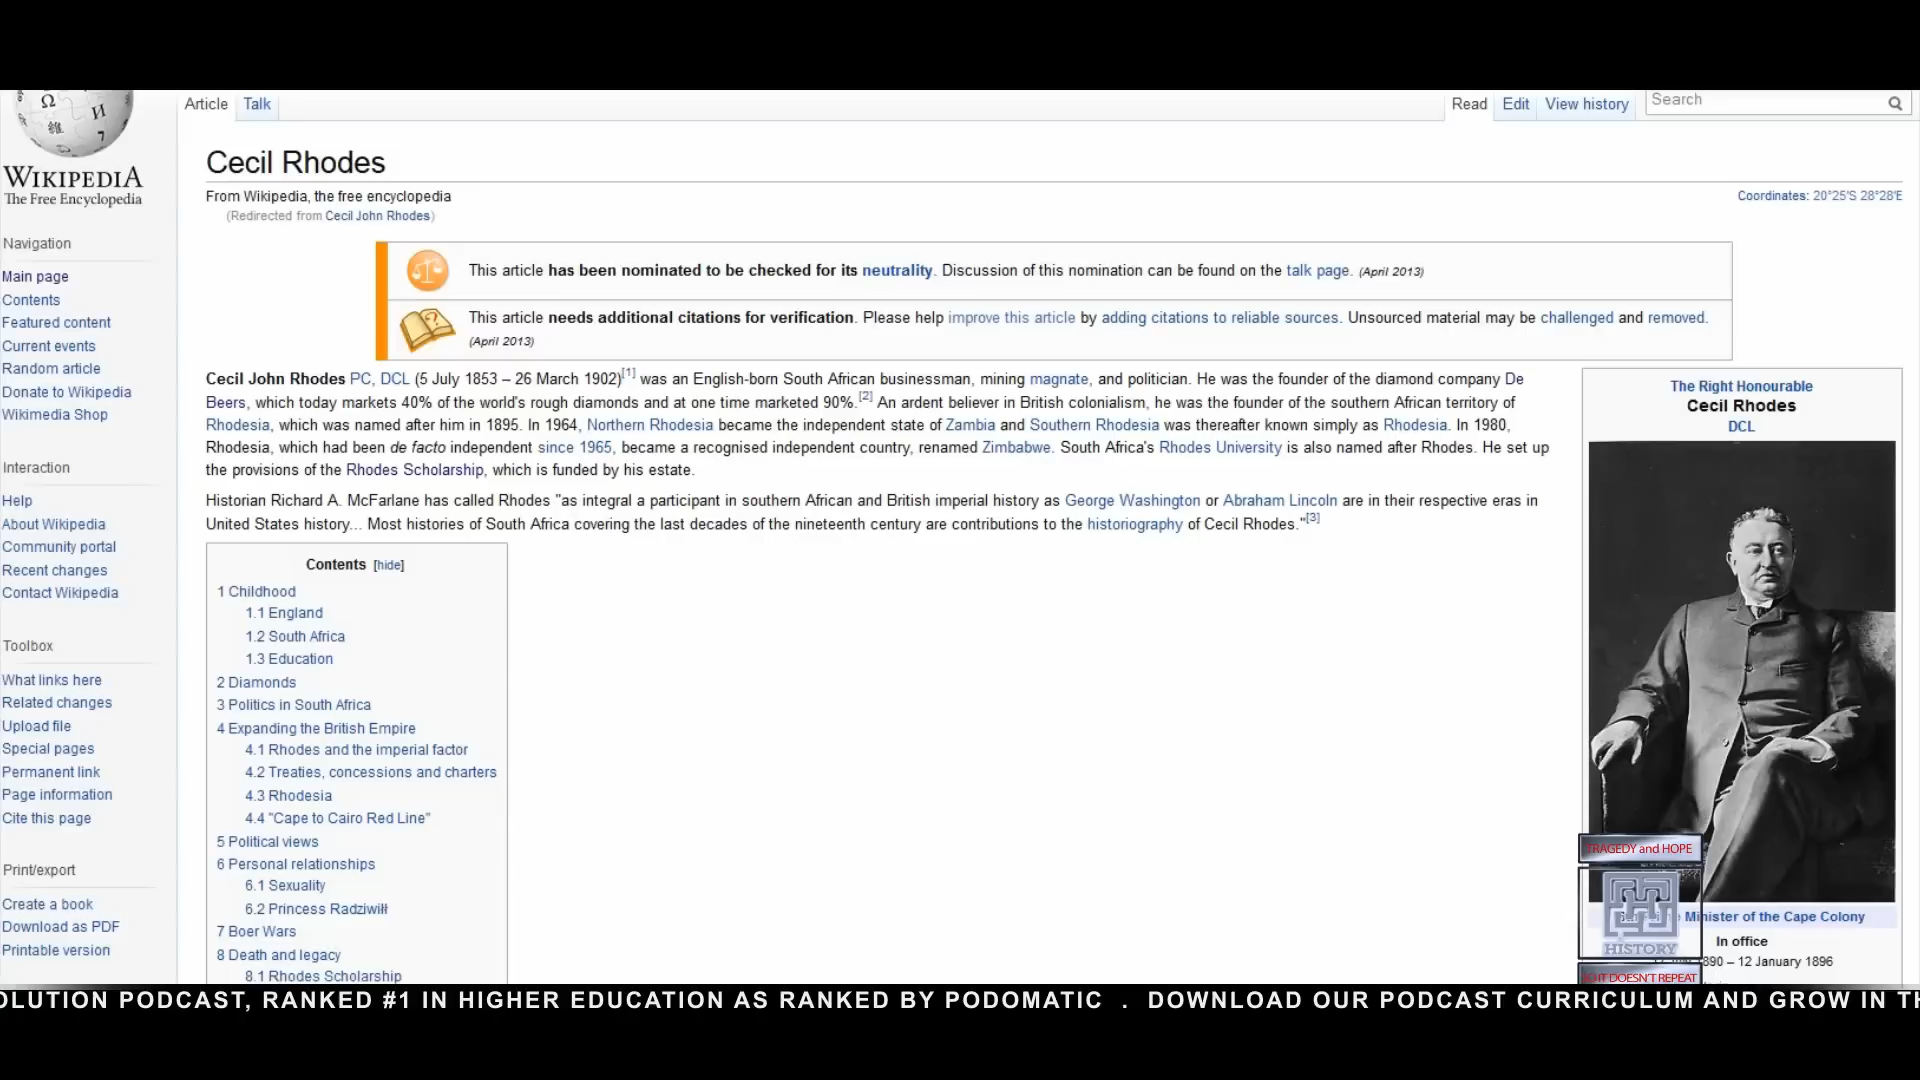 Article Talk
Read Edit View history Search
WIKIPEDIA
The Free Encyclopedia
Navigation
Main page
Contents
Featured content
Current events
Random article
Donate to Wikipedia
Wikimedia Shop
Interaction
Help
About Wikipedia
Community portal
Recent changes
Contact Wikipedia
Toolbox
What links here
Related changes
Upload file
Special pages
Permanent link
Page information
Cite this page
Print/export
Create a book
Download as PDF
Printable version
Cecil Rhodes
From Wikipedia, the free encyclopedia
(Redirected from Cecil John Rhodes)
Coordinates: 20°25'S 28°28'E
This article has been nominated to be checked for its neutrality. Discussion of this nomination can be found on the talk page. (April 2013)
This article needs additional citations for verification. Please help improve this article by adding citations to reliable sources. Unsourced material may be challenged and removed.
(April 2013)
Cecil John Rhodes PC, DCL (5 July 1853 – 26 March 1902)[1] was an English-born South African businessman, mining magnate, and politician. He was the founder of the diamond company De
Beers, which today markets 40% of the world's rough diamonds and at one time marketed 90%.[2] An ardent believer in British colonialism, he was the founder of the southern African territory of
Rhodesia, which was named after him in 1895. In 1964, Northern Rhodesia became the independent state of Zambia and Southern Rhodesia was thereafter known simply as Rhodesia. In 1980,
Rhodesia, which had been de facto independent since 1965, became a recognised independent country, renamed Zimbabwe. South Africa's Rhodes University is also named after Rhodes. He set up
the provisions of the Rhodes Scholarship, which is funded by his estate.
Historian Richard A. McFarlane has called Rhodes "as integral a participant in southern African and British imperial history as George Washington or Abraham Lincoln are in their respective eras in
United States history... Most histories of South Africa covering the last decades of the nineteenth century are contributions to the historiography of Cecil Rhodes."[3]
Contents [hide]
1 Childhood
1.1 England
1.2 South Africa
1.3 Education
2 Diamonds
3 Politics in South Africa
4 Expanding the British Empire
4.1 Rhodes and the imperial factor
4.2 Treaties, concessions and charters
4.3 Rhodesia
4.4 "Cape to Cairo Red Line"
5 Political views
6 Personal relationships
6.1 Sexuality
6.2 Princess Radziwiłł
7 Boer Wars
8 Death and legacy
8.1 Rhodes Scholarship
The Right Honourable
Cecil Rhodes
DCL
TRAGEDY and HOPE
HISTORY
Minister of the Cape Colony
In office
890 – 12 January 1896
IT DOESN'T REPEAT
OLUTION PODCAST, RANKED #1 IN HIGHER EDUCATION AS RANKED BY PODOMATIC . DOWNLOAD OUR PODCAST CURRICULUM AND GROW IN TH